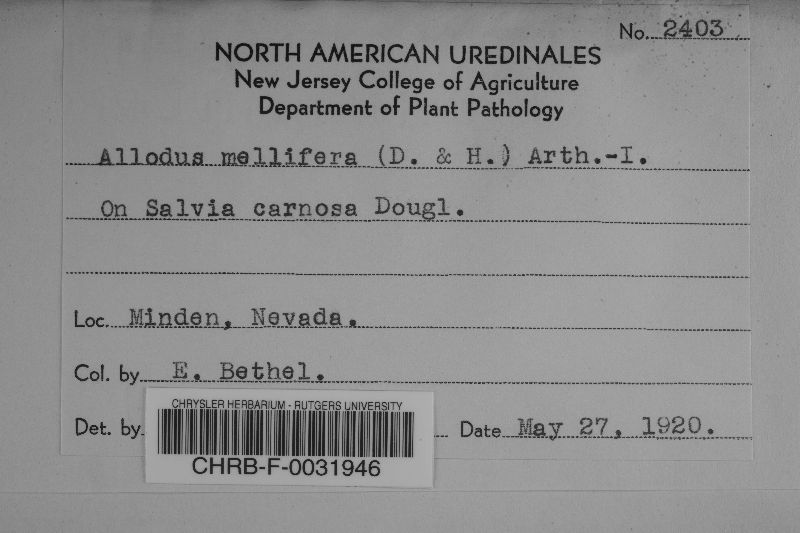 No. 2403
NORTH AMERICAN UREDINALES
New Jersey College of Agriculture
Department of Plant Pathology
Allodus mellifera (D. & H.) Arth.-I.
On Salvia carnosa Dougl.
Loc. Minden, Nevada.
Col. by E. Bethel.
Det. by
Date May 27, 1920.
CHRYSLER HERBARIUM - RUTGERS UNIVERSITY
CHRB-F-0031946